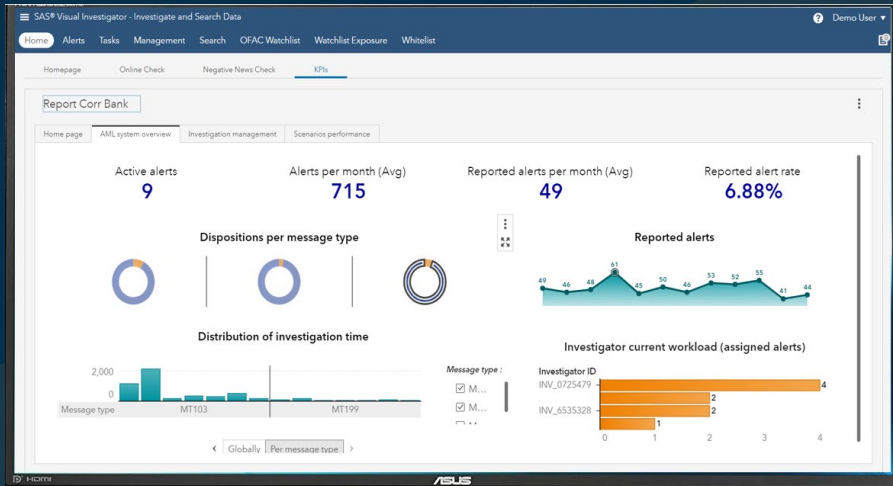 SAS® Visual Investigator - Investigate and Search Data
Demo User
Home Alerts Tasks Management Search OFAC Watchlist Watchlist Exposure Whitelist
Homepage Online Check Negative News Check KPIs
Report Corr Bank
Home page AML system overview Investigation management Scenarios performance
Active alerts Alerts per month (Avg) Reported alerts per month (Avg) Reported alert rate
9 715 49 6.88%
Dispositions per message type
Reported alerts
49 46 48 61 45 50 46 53 52 55 41 44
Distribution of investigation time
2,000
0
Message type MT103 MT199
Globally Per message type
Message type :
M...
M...
Investigator current workload (assigned alerts)
Investigator ID
INV_0725479 4
2
INV_6535328 2
1
0 1 2 3 4
HDMI
ASUS